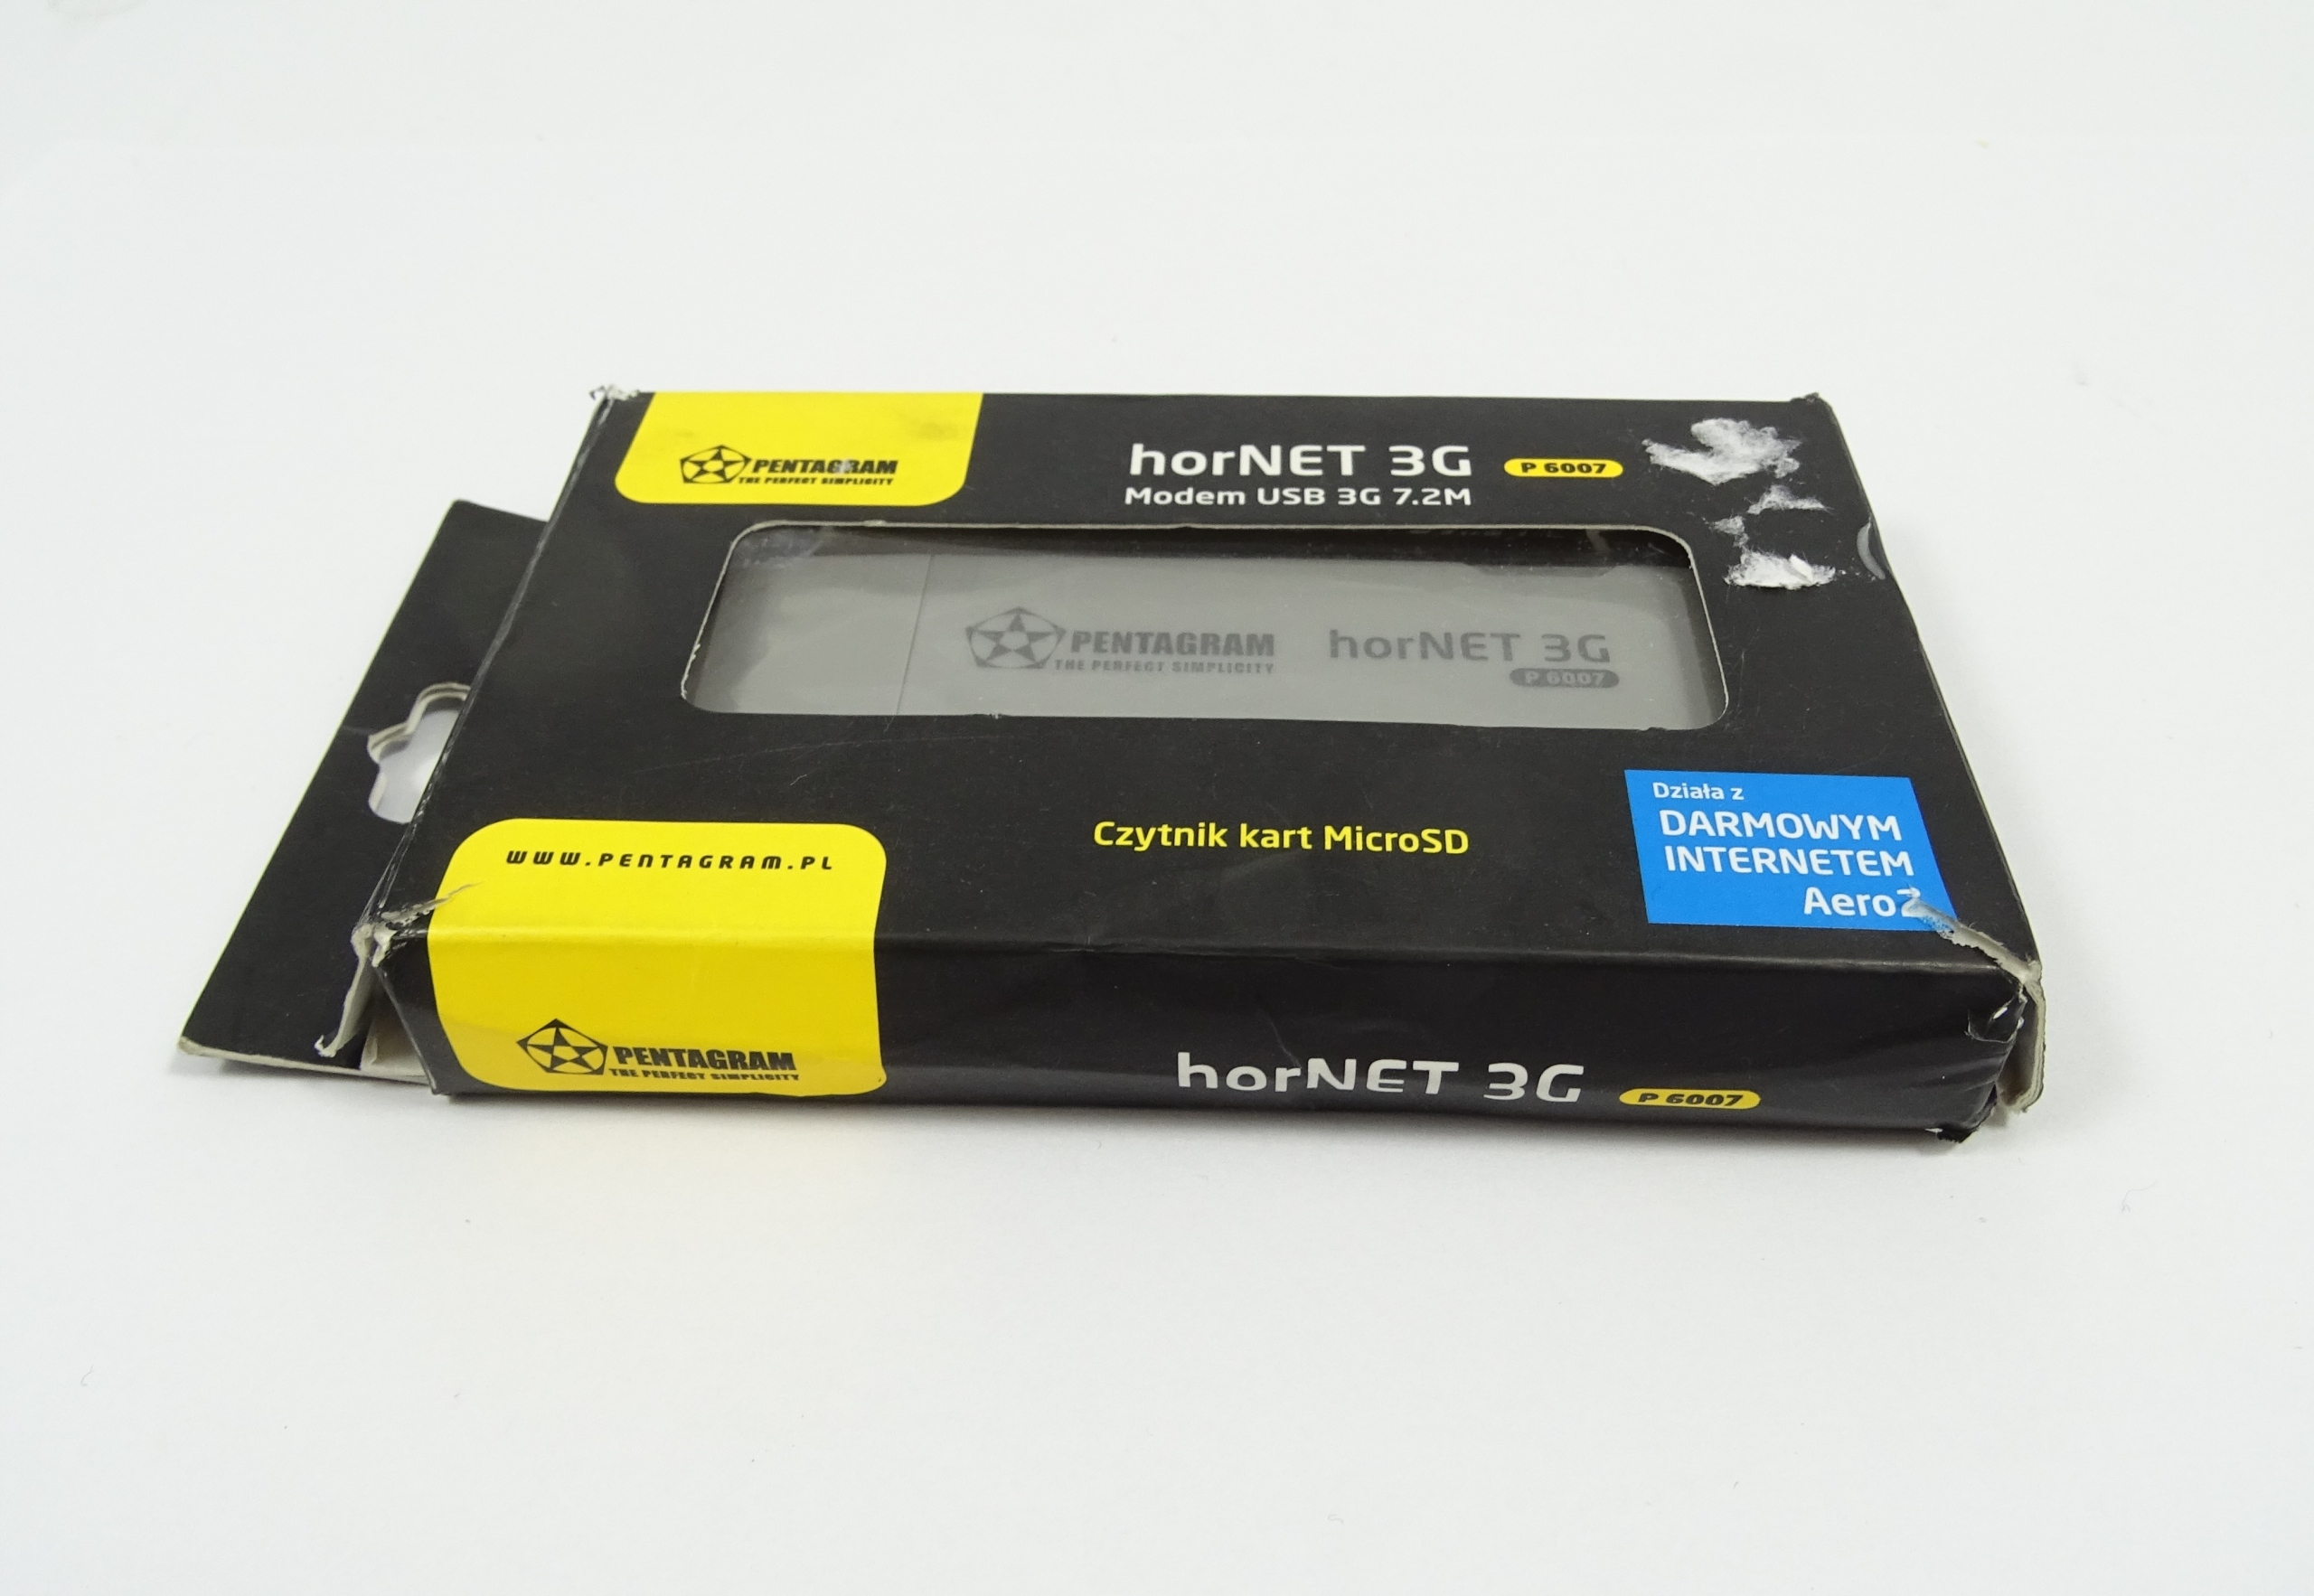 PENTAGRAM
THE PERFECT SIMPLICITY
horNET 3G P 6007
Modem USB 3G 7.2M
PENTAGRAM
THE PERFECT SIMPLICITY
horNET 3G
P 6007
WWW.PENTAGRAM.PL
Czytnik kart MicroSD
Działa z
DARMOWYM
INTERNETEM
Aero2
PENTAGRAM
THE PERFECT SIMPLICITY
horNET 3G P 6007